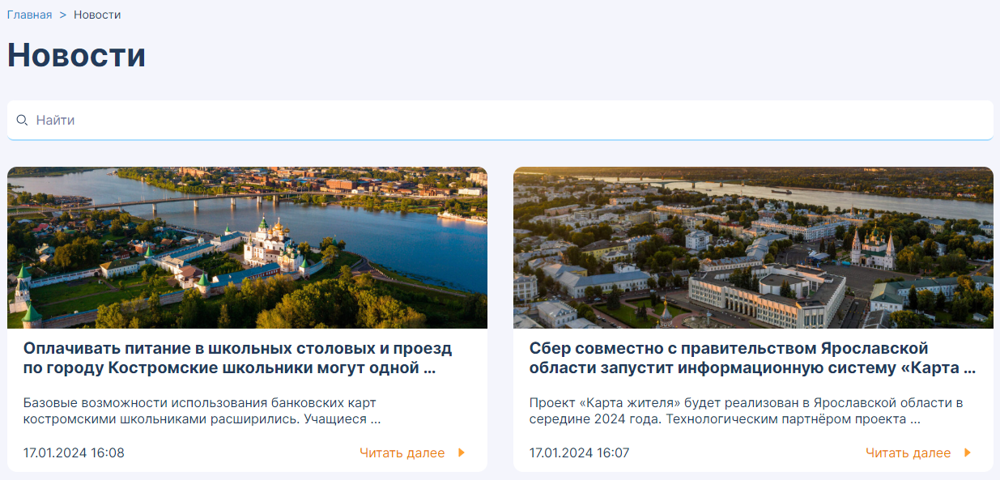 Главная > Новости
Новости
Найти
Оплачивать питание в школьных столовых и проезд
по городу Костромские школьники могут одной ...
Базовые возможности использования банковских карт
костромскими школьниками расширились. Учащиеся ...
17.01.2024 16:08
Читать далее
Сбер совместно с правительством Ярославской
области запустит информационную систему «Карта ...
Проект «Карта жителя» будет реализован в Ярославской области в
середине 2024 года. Технологическим партнёром проекта ...
17.01.2024 16:07
Читать далее